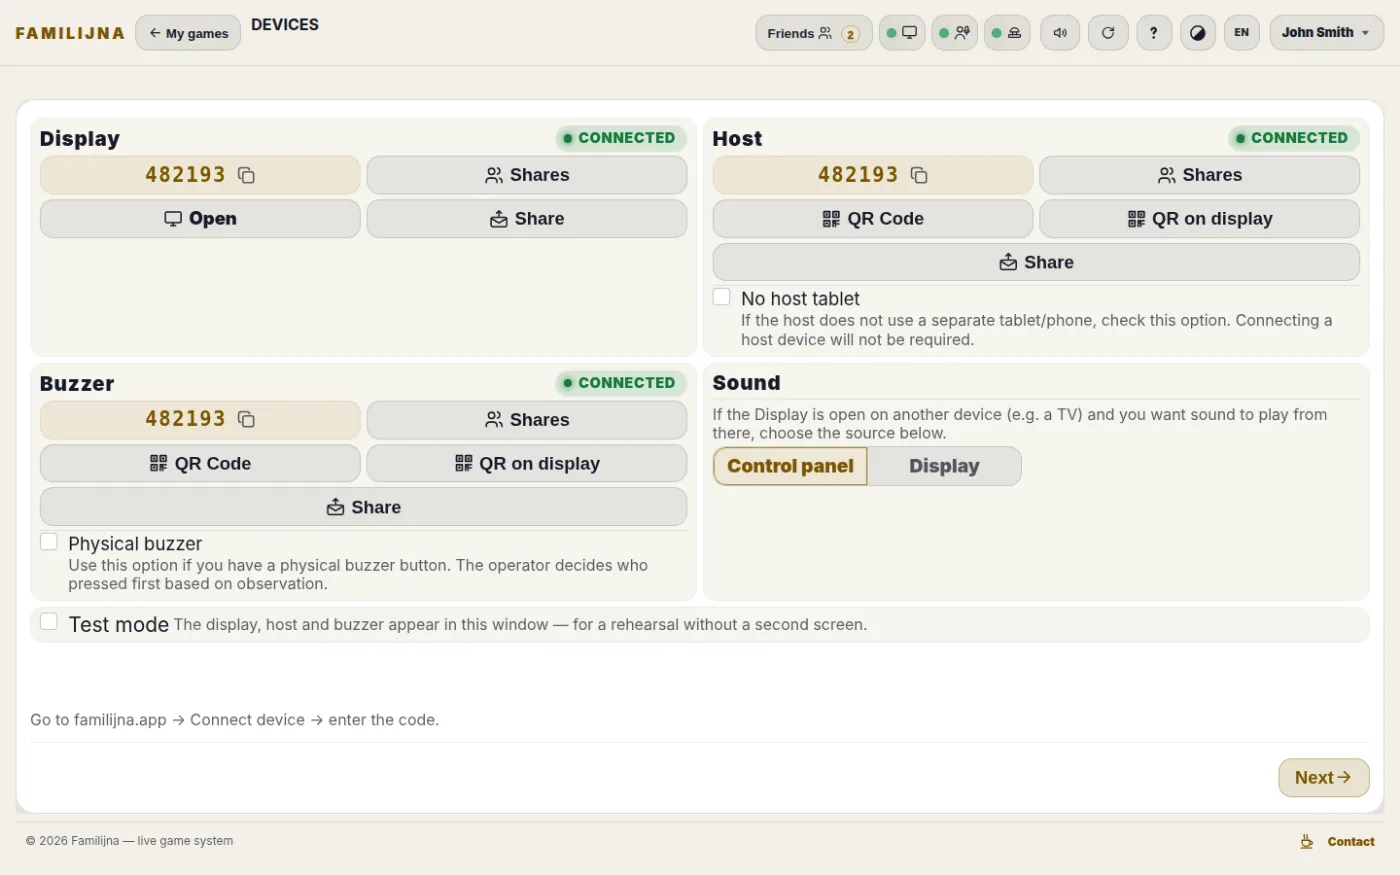 FAMILIJNA
← My games
DEVICES
Friends 2
?
EN
John Smith
Display
CONNECTED
482193
Shares
Open
Share
Host
CONNECTED
482193
Shares
QR Code
QR on display
Share
No host tablet
If the host does not use a separate tablet/phone, check this option. Connecting a
host device will not be required.
Buzzer
CONNECTED
482193
Shares
QR Code
QR on display
Share
Physical buzzer
Use this option if you have a physical buzzer button. The operator decides who
pressed first based on observation.
Sound
If the Display is open on another device (e.g. a TV) and you want sound to play from
there, choose the source below.
Control panel
Display
Test mode The display, host and buzzer appear in this window — for a rehearsal without a second screen.
Go to familijna.app → Connect device → enter the code.
Next →
© 2026 Familijna — live game system
Contact